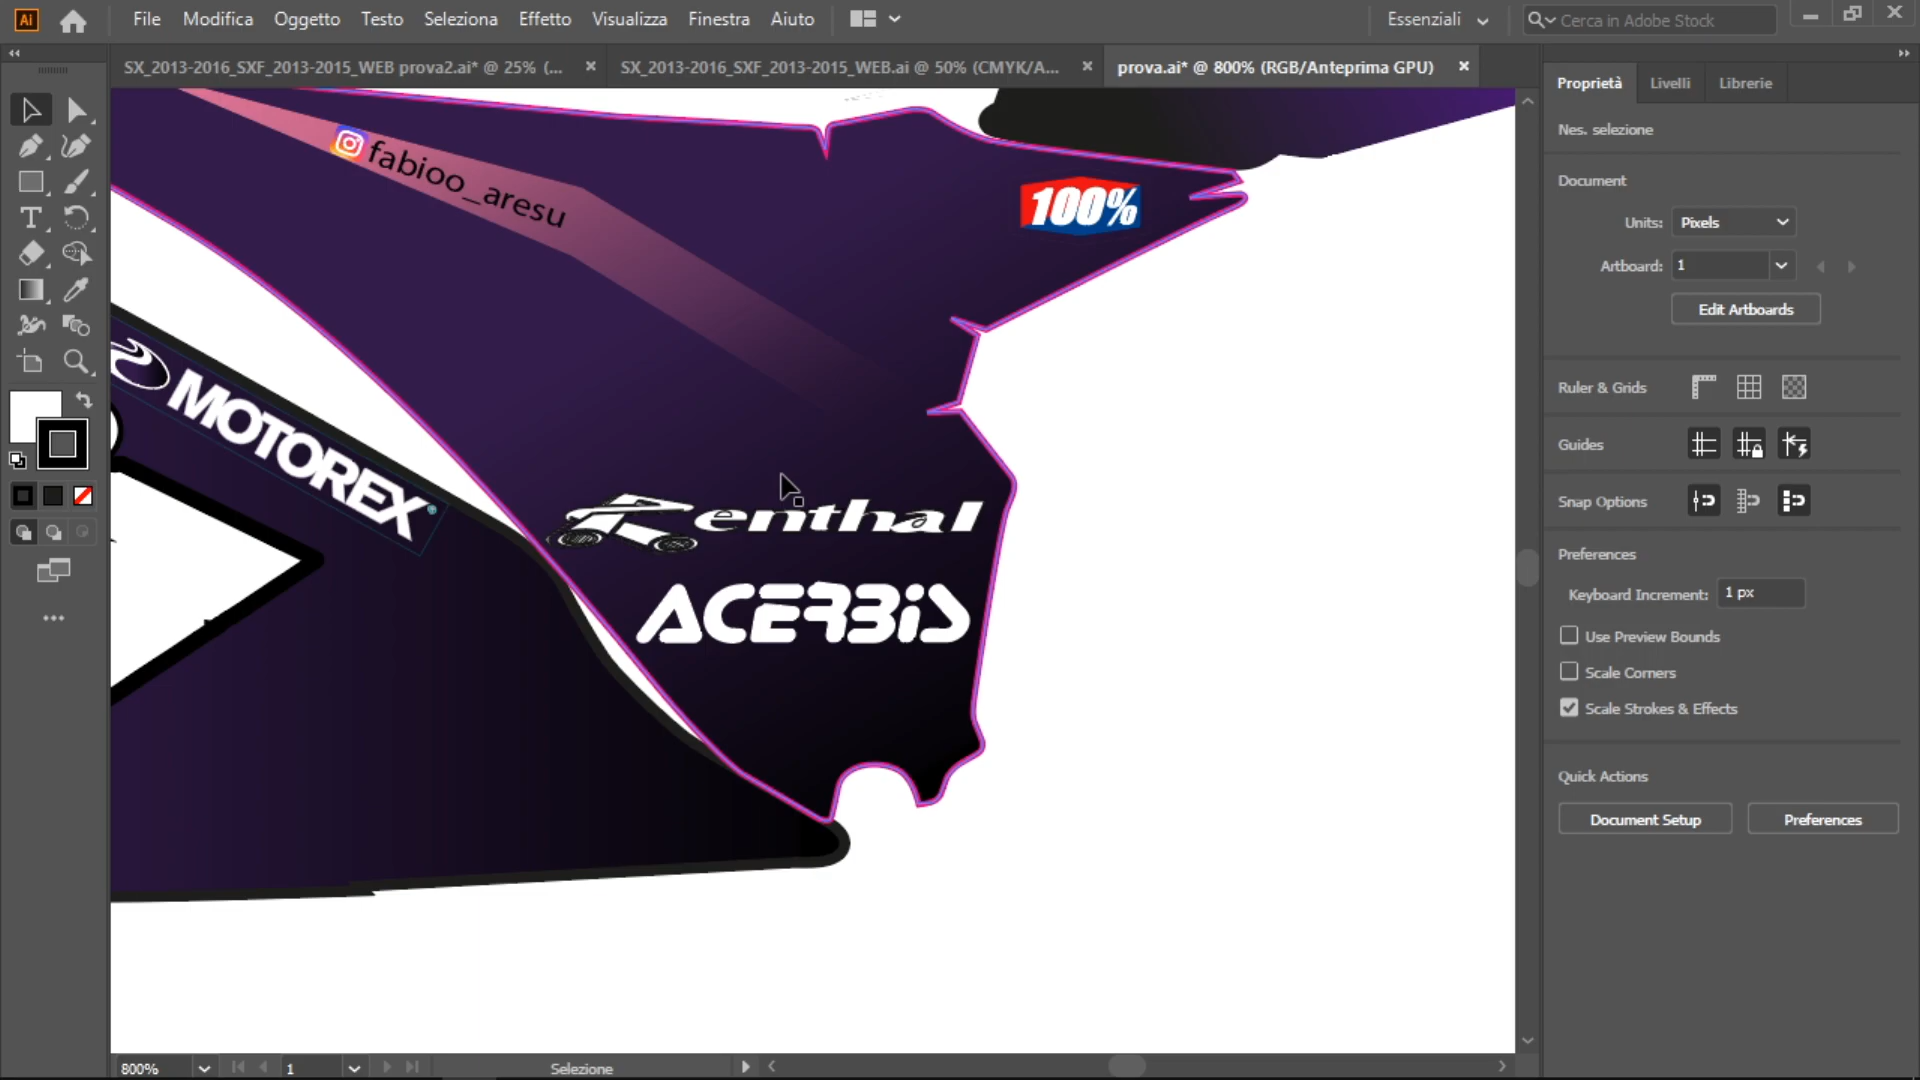 Ai File Modifica Oggetto Testo Seleziona Effetto Visualizza Finestra Aiuto Essenziali Cerca in Adobe Stock
SX_2013-2016_SXF_2013-2015_WEB prova2.ai* @ 25% (... SX_2013-2016_SXF_2013-2015_WEB.ai @ 50% (CMYK/A... prova.ai* @ 800% (RGB/Anteprima GPU)
Proprietà Livelli Librerie
Nes. selezione
Document
Units: Pixels
Artboard: 1
Edit Artboards
Ruler & Grids
Guides
Snap Options
Preferences
Keyboard Increment: 1 px
Use Preview Bounds
Scale Corners
Scale Strokes & Effects
Quick Actions
Document Setup Preferences
fabioo_aresu
100%
MOTOREX
Renthal
ACERBIS
800% 1 Selezione